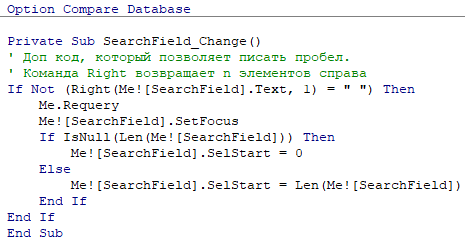 Option Compare Database
Private Sub SearchField_Change()
' Доп код, который позволяет писать пробел.
' Команда Right возвращает n элементов справа
If Not (Right(Me![SearchField].Text, 1) = " ") Then
Me.Requery
Me![SearchField].SetFocus
If IsNull(Len(Me![SearchField])) Then
Me![SearchField].SelStart = 0
Else
Me![SearchField].SelStart = Len(Me![SearchField])
End If
End If
End Sub